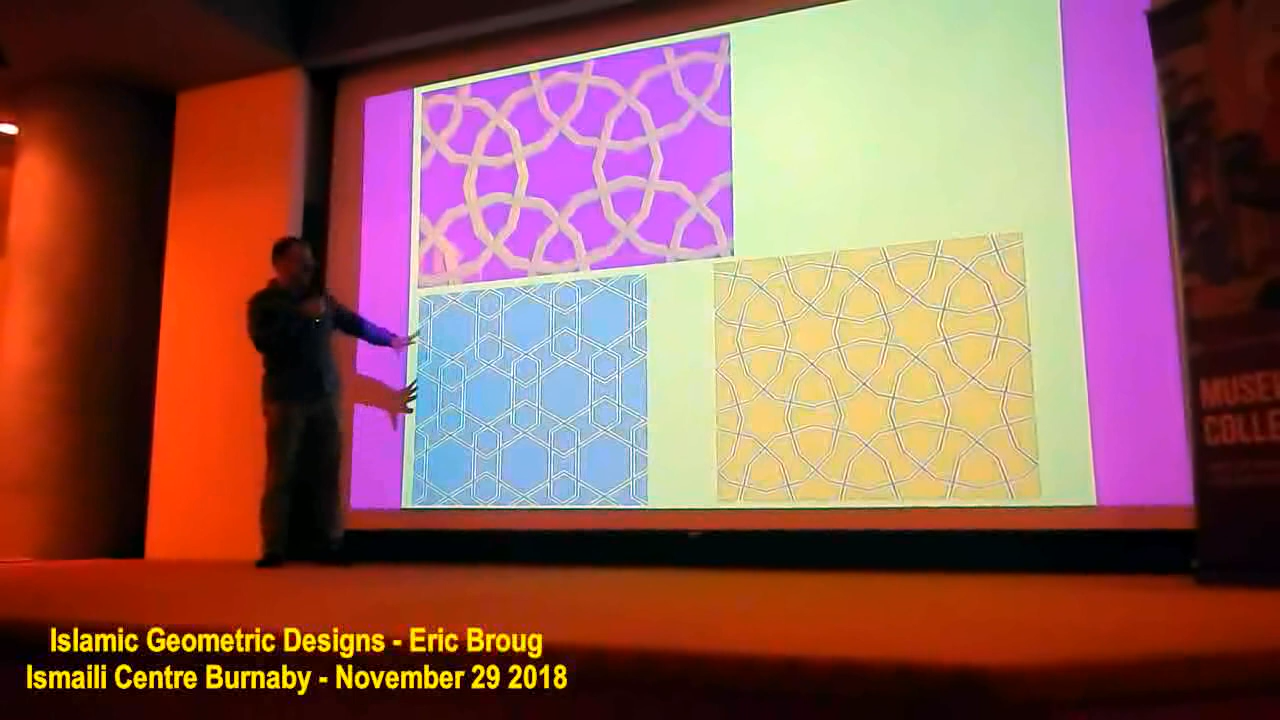 MUSEU
COLLE
Islamic Geometric Designs - Eric Broug
Ismaili Centre Burnaby - November 29 2018